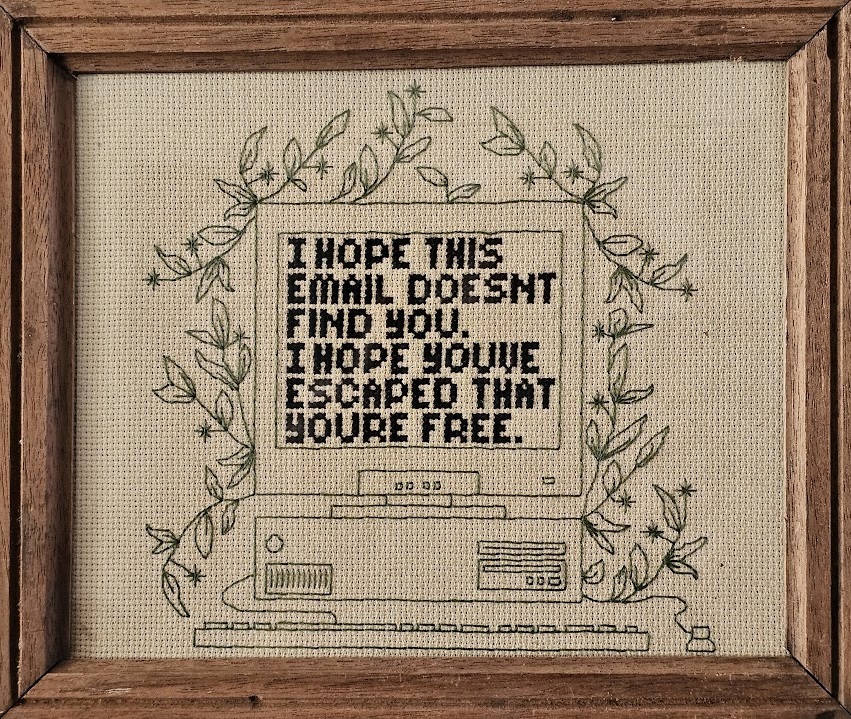 I HOPE THIS
EMAIL DOESNT
FIND YOU.
I HOPE YOUVE
ESCAPED THAT
YOURE FREE.